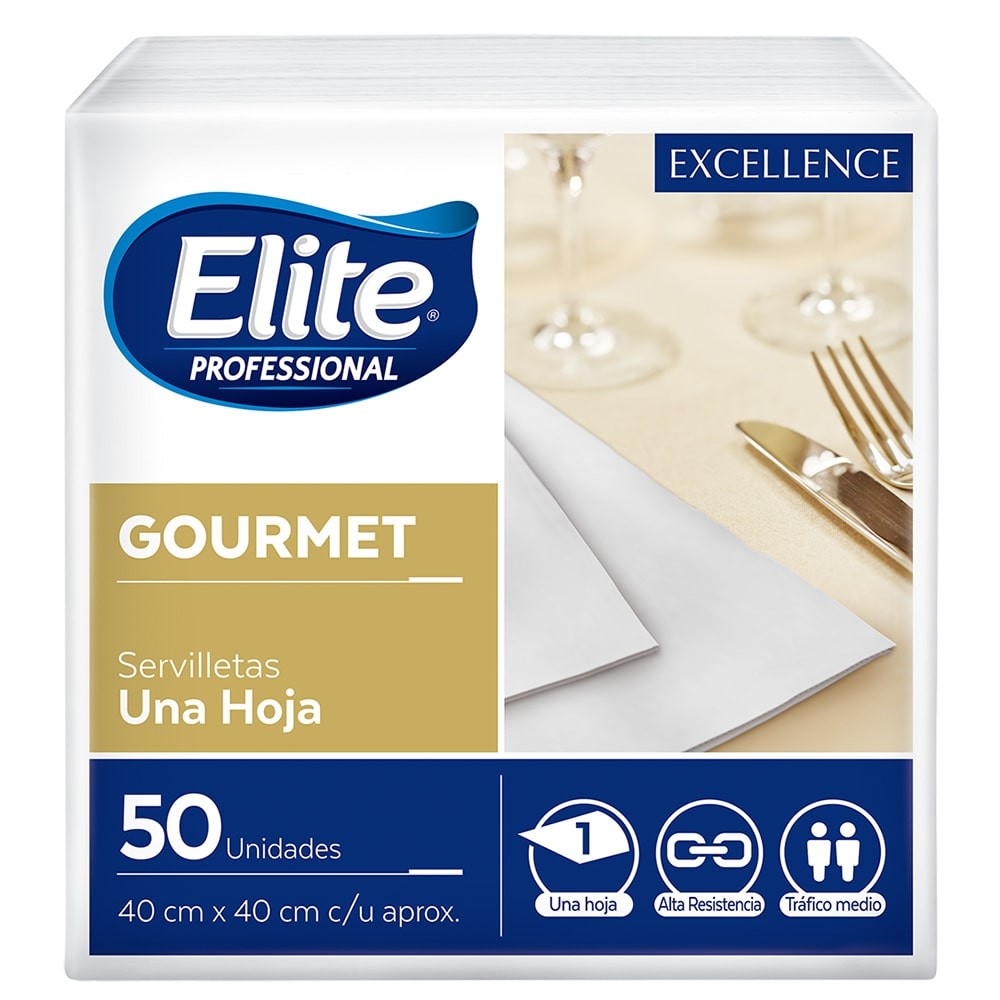 EXCELLENCE
Elite®
PROFESSIONAL
GOURMET
Servilletas
Una Hoja
50 Unidades
40 cm x 40 cm c/u aprox.
1
Una hoja
Alta Resistencia
Tráfico medio